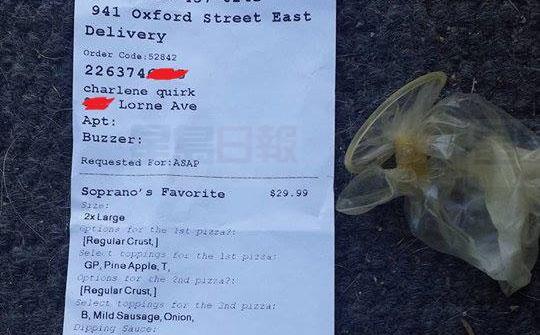 941 Oxford Street East
Delivery
Order Code:52842
226374
charlene quirk
Lorne Ave
Apt:
Buzzer:
星島日報
Requested For:ASAP
Soprano's Favorite $29.99
Size:
2x Large
Options for the 1st pizza?:
[Regular Crust,]
Select toppings for the 1st pizza:
GP, Pine Apple, T,
Options for the 2nd pizza?:
[Regular Crust,]
Select toppings for the 2nd pizza:
B, Mild Sausage, Onion,
Dipping Sauce: